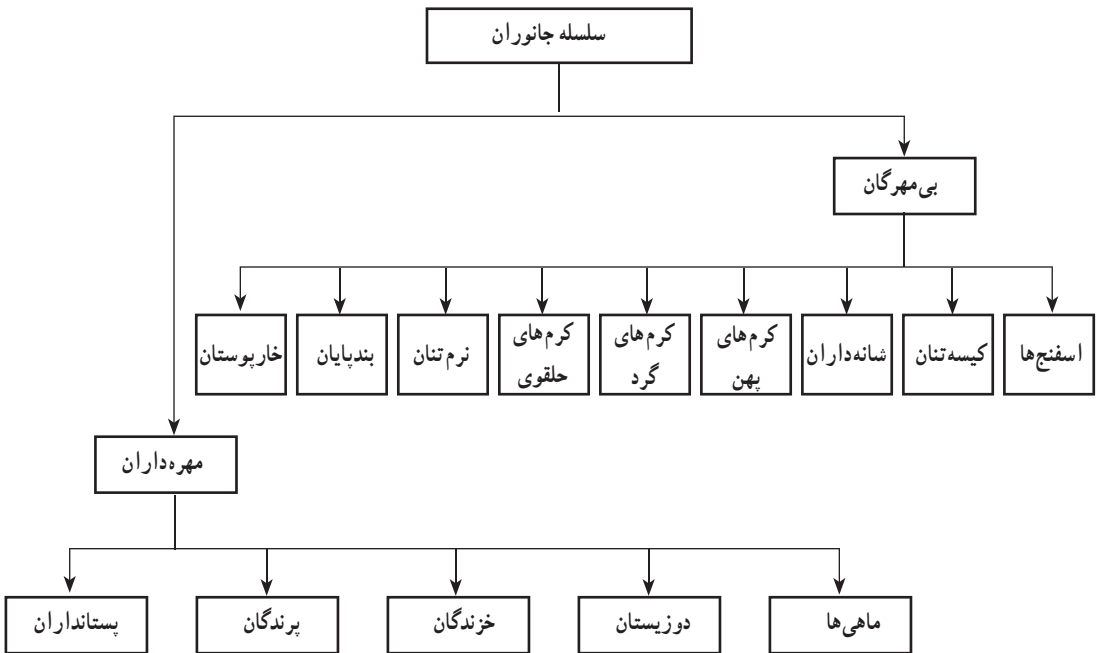 سلسله جانوران
بی‌مهرگان
اسفنج‌ها
کیسه‌تنان
شانه‌داران
کرم‌های
پهن
کرم‌های
گرد
کرم‌های
حلقوی
نرم‌تنان
بندپایان
خارپوستان
مهره‌داران
ماهی‌ها
دوزیستان
خزندگان
پرندگان
پستانداران